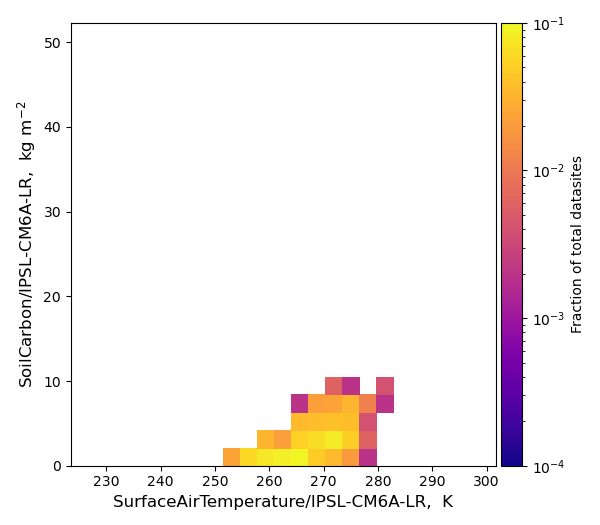 50
40
30
20
10
0
SoilCarbon/IPSL-CM6A-LR,  kg m⁻²
230 240 250 260 270 280 290 300
SurfaceAirTemperature/IPSL-CM6A-LR,  K
10⁻¹
10⁻²
10⁻³
10⁻⁴
Fraction of total datasites